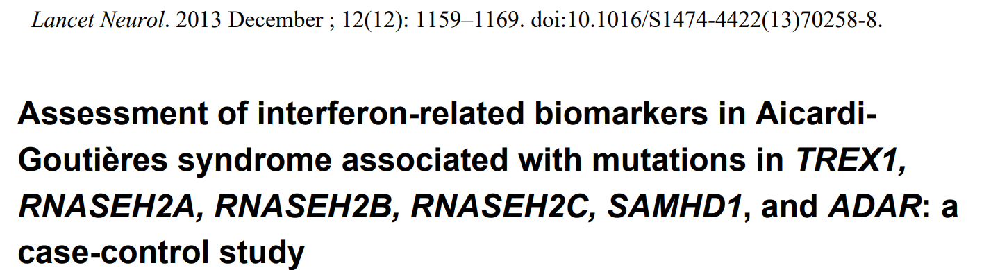 Lancet Neurol. 2013 December ; 12(12): 1159–1169. doi:10.1016/S1474-4422(13)70258-8.
Assessment of interferon-related biomarkers in Aicardi-
Goutières syndrome associated with mutations in TREX1,
RNASEH2A, RNASEH2B, RNASEH2C, SAMHD1, and ADAR: a
case-control study